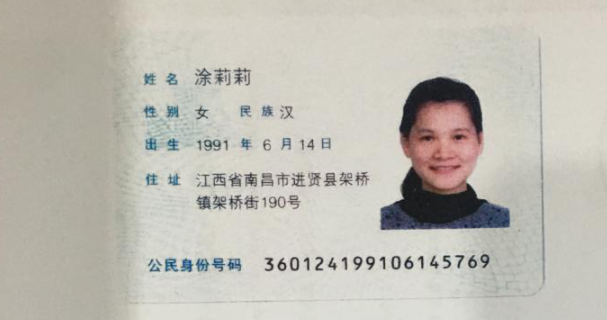 姓名 涂莉莉
性别 女 民族 汉
出生 1991 年 6 月 14 日
住址 江西省南昌市进贤县架桥
镇架桥街190号
公民身份号码 360124199106145769